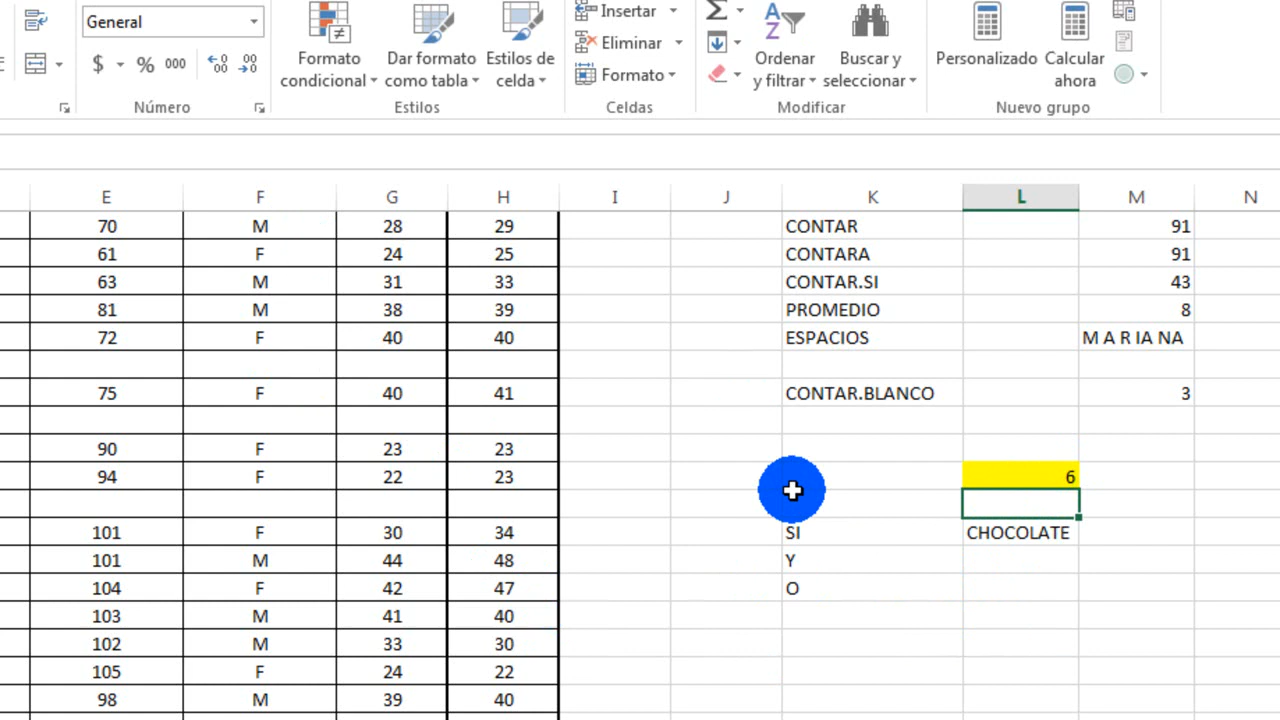 General
$ % 000
Número
Formato condicional
Dar formato como tabla
Estilos de celda
Estilos
Insertar
Eliminar
Formato
Celdas
Ordenar y filtrar
Buscar y seleccionar
Modificar
Personalizado
Calcular ahora
Nuevo grupo
E F G H I J K L M N
70 M 28 29 CONTAR 91
61 F 24 25 CONTARA 91
63 M 31 33 CONTAR.SI 43
81 M 38 39 PROMEDIO 8
72 F 40 40 ESPACIOS M A R IA NA
75 F 40 41 CONTAR.BLANCO 3
90 F 23 23
94 F 22 23 6
101 F 30 34 SI CHOCOLATE
101 M 44 48 Y
104 F 42 47 O
103 M 41 40
102 M 33 30
105 F 24 22
98 M 39 40